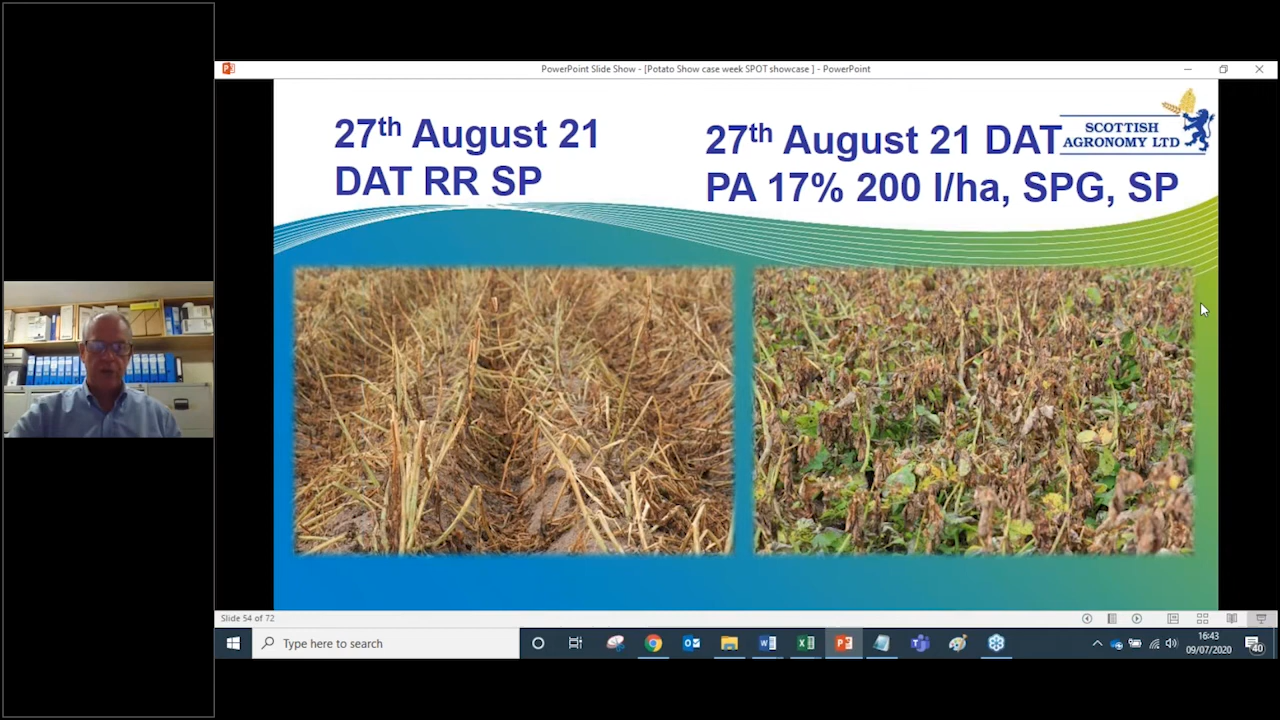 PowerPoint Slide Show - [Potato Show case week SPOT showcase ] - PowerPoint
27th August 21
DAT RR SP
27th August 21 DAT
PA 17% 200 l/ha, SPG, SP
SCOTTISH
AGRONOMY LTD
Slide 54 of 72
Type here to search
16:43
09/07/2020
40